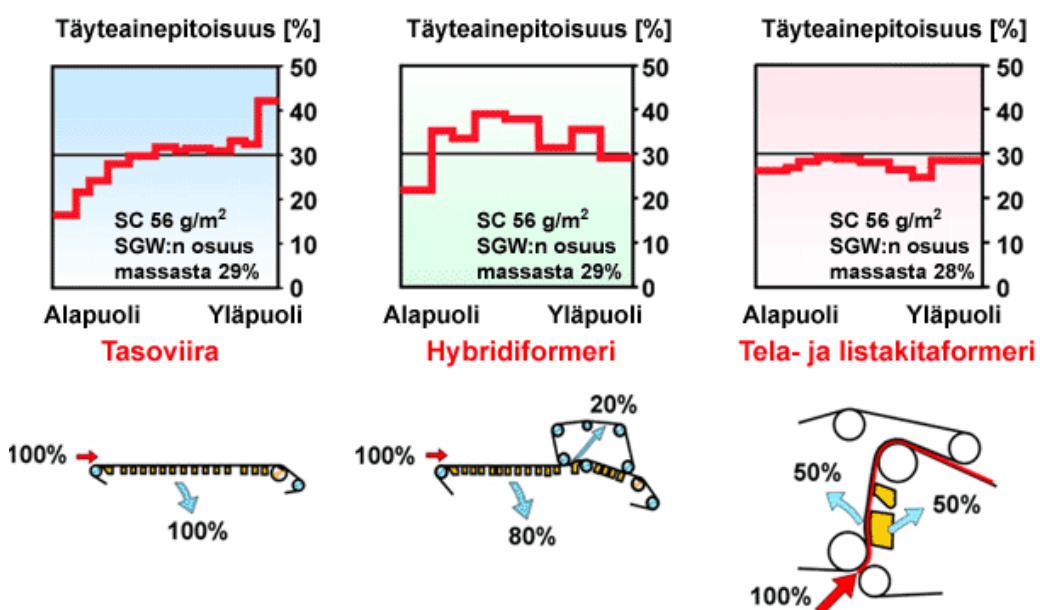 Täyteainepitoisuus [%]
50
40
30
20
10
0
SC 56 g/m²
SGW:n osuus
massasta 29%
Alapuoli Yläpuoli
Tasoviira
100%
100%
Täyteainepitoisuus [%]
50
40
30
20
10
0
SC 56 g/m²
SGW:n osuus
massasta 29%
Alapuoli Yläpuoli
Hybridiformeri
20%
100%
80%
Täyteainepitoisuus [%]
50
40
30
20
10
0
SC 56 g/m²
SGW:n osuus
massasta 28%
Alapuoli Yläpuoli
Tela- ja listakitaformeri
50%
50%
100%